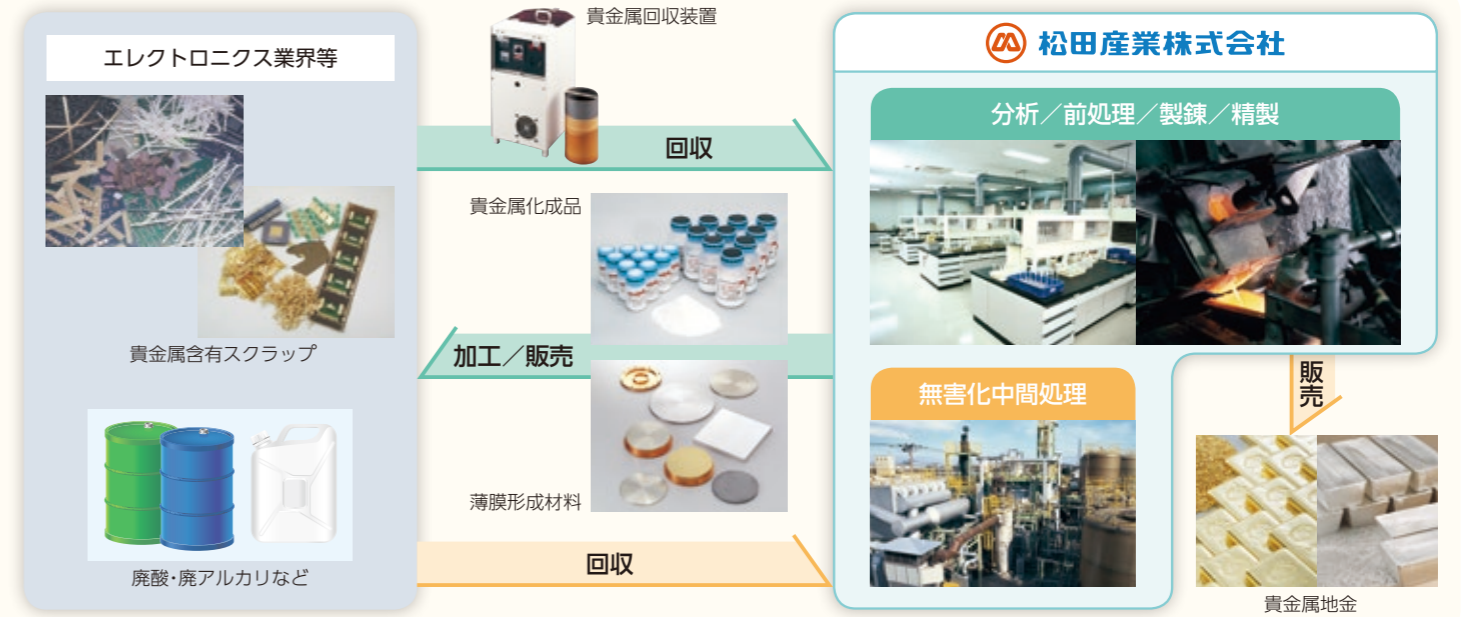 エレクトロニクス業界等
貴金属含有スクラップ
廃酸・廃アルカリなど
貴金属回収装置
回収
貴金属化成品
加工／販売
薄膜形成材料
回収
松田産業株式会社
分析／前処理／製錬／精製
無害化中間処理
販売
貴金属地金